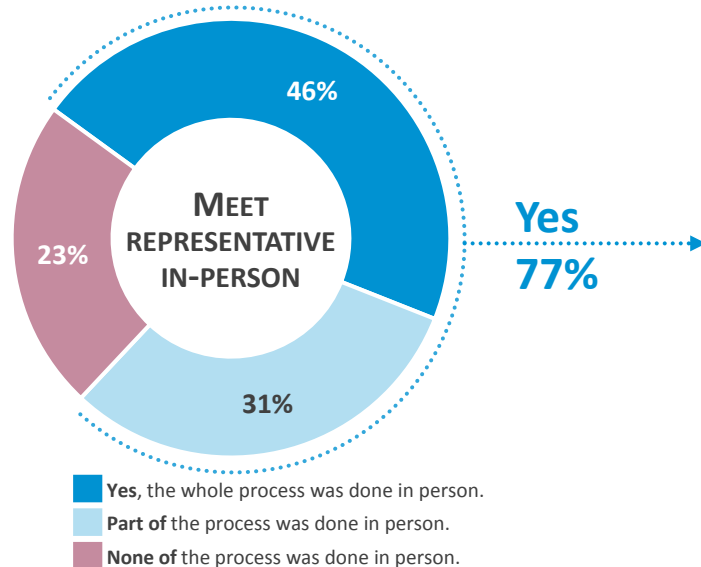 46%
MEET
REPRESENTATIVE
IN-PERSON
23%
31%
Yes
77%
Yes, the whole process was done in person.
Part of the process was done in person.
None of the process was done in person.